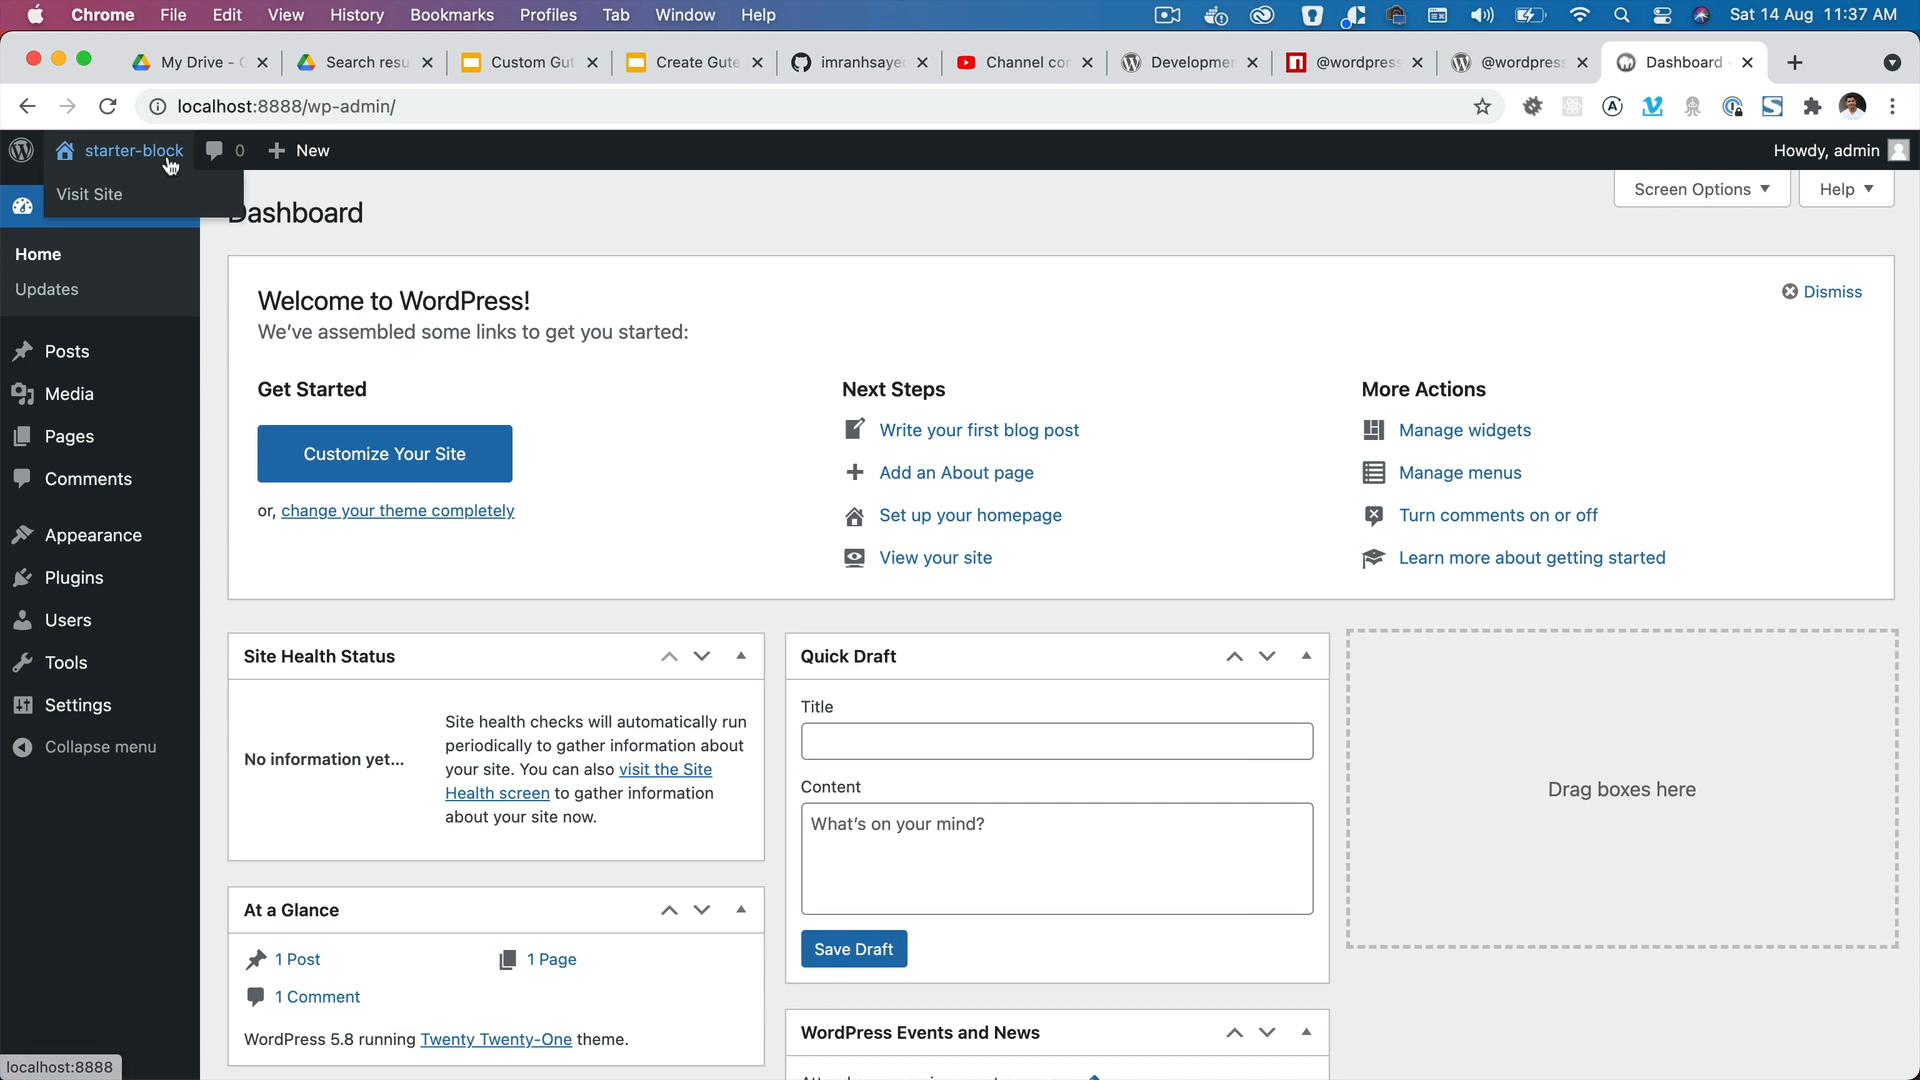 Chrome File Edit View History Bookmarks Profiles Tab Window Help Sat 14 Aug 11:37 AM
My Drive - Search resu Custom Gut Create Gute imranhsaye Channel cor Developmer @wordpres @wordpres Dashboard
localhost:8888/wp-admin/
starter-block 0 New Howdy, admin
Visit Site
Screen Options Help
Dashboard
Home
Updates
Posts
Media
Pages
Comments
Appearance
Plugins
Users
Tools
Settings
Collapse menu
Welcome to WordPress!
Dismiss
We've assembled some links to get you started:
Get Started
Customize Your Site
or, change your theme completely
Next Steps
Write your first blog post
Add an About page
Set up your homepage
View your site
More Actions
Manage widgets
Manage menus
Turn comments on or off
Learn more about getting started
Site Health Status
No information yet...
Site health checks will automatically run
periodically to gather information about
your site. You can also visit the Site
Health screen to gather information
about your site now.
At a Glance
1 Post
1 Page
1 Comment
WordPress 5.8 running Twenty Twenty-One theme.
Quick Draft
Title
Content
What's on your mind?
Save Draft
WordPress Events and News
Drag boxes here
localhost:8888